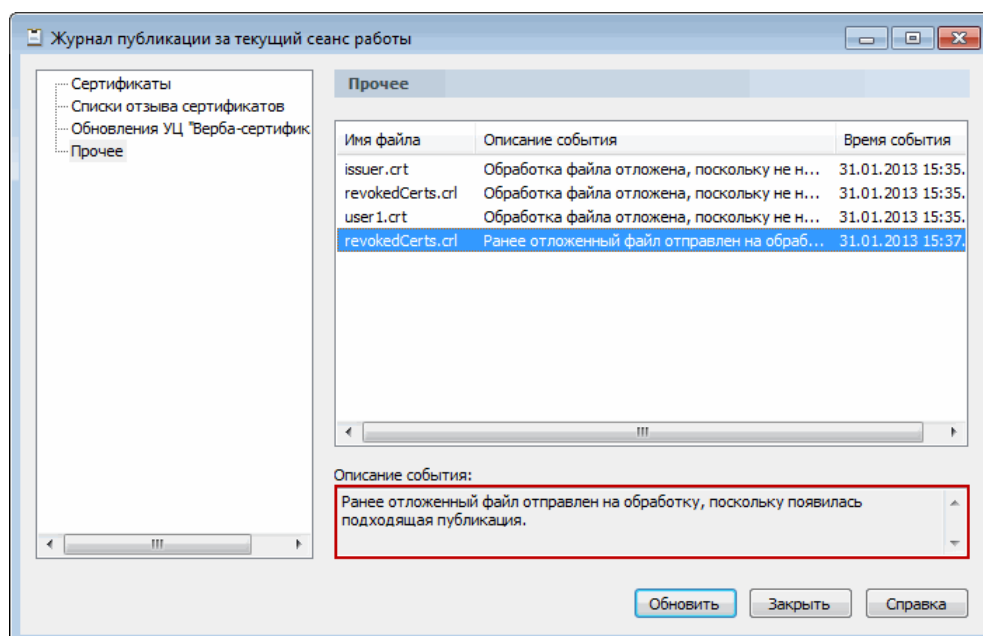 Журнал публикации за текущий сеанс работы
Сертификаты
Списки отзыва сертификатов
Обновления УЦ "Верба-сертифик
Прочее
Прочее
Имя файла Описание события Время события
issuer.crt Обработка файла отложена, поскольку не н... 31.01.2013 15:35.
revokedCerts.crl Обработка файла отложена, поскольку не н... 31.01.2013 15:35.
user1.crt Обработка файла отложена, поскольку не н... 31.01.2013 15:35.
revokedCerts.crl Ранее отложенный файл отправлен на обраб... 31.01.2013 15:37.
Описание события:
Ранее отложенный файл отправлен на обработку, поскольку появилась
подходящая публикация.
Обновить Закрыть Справка